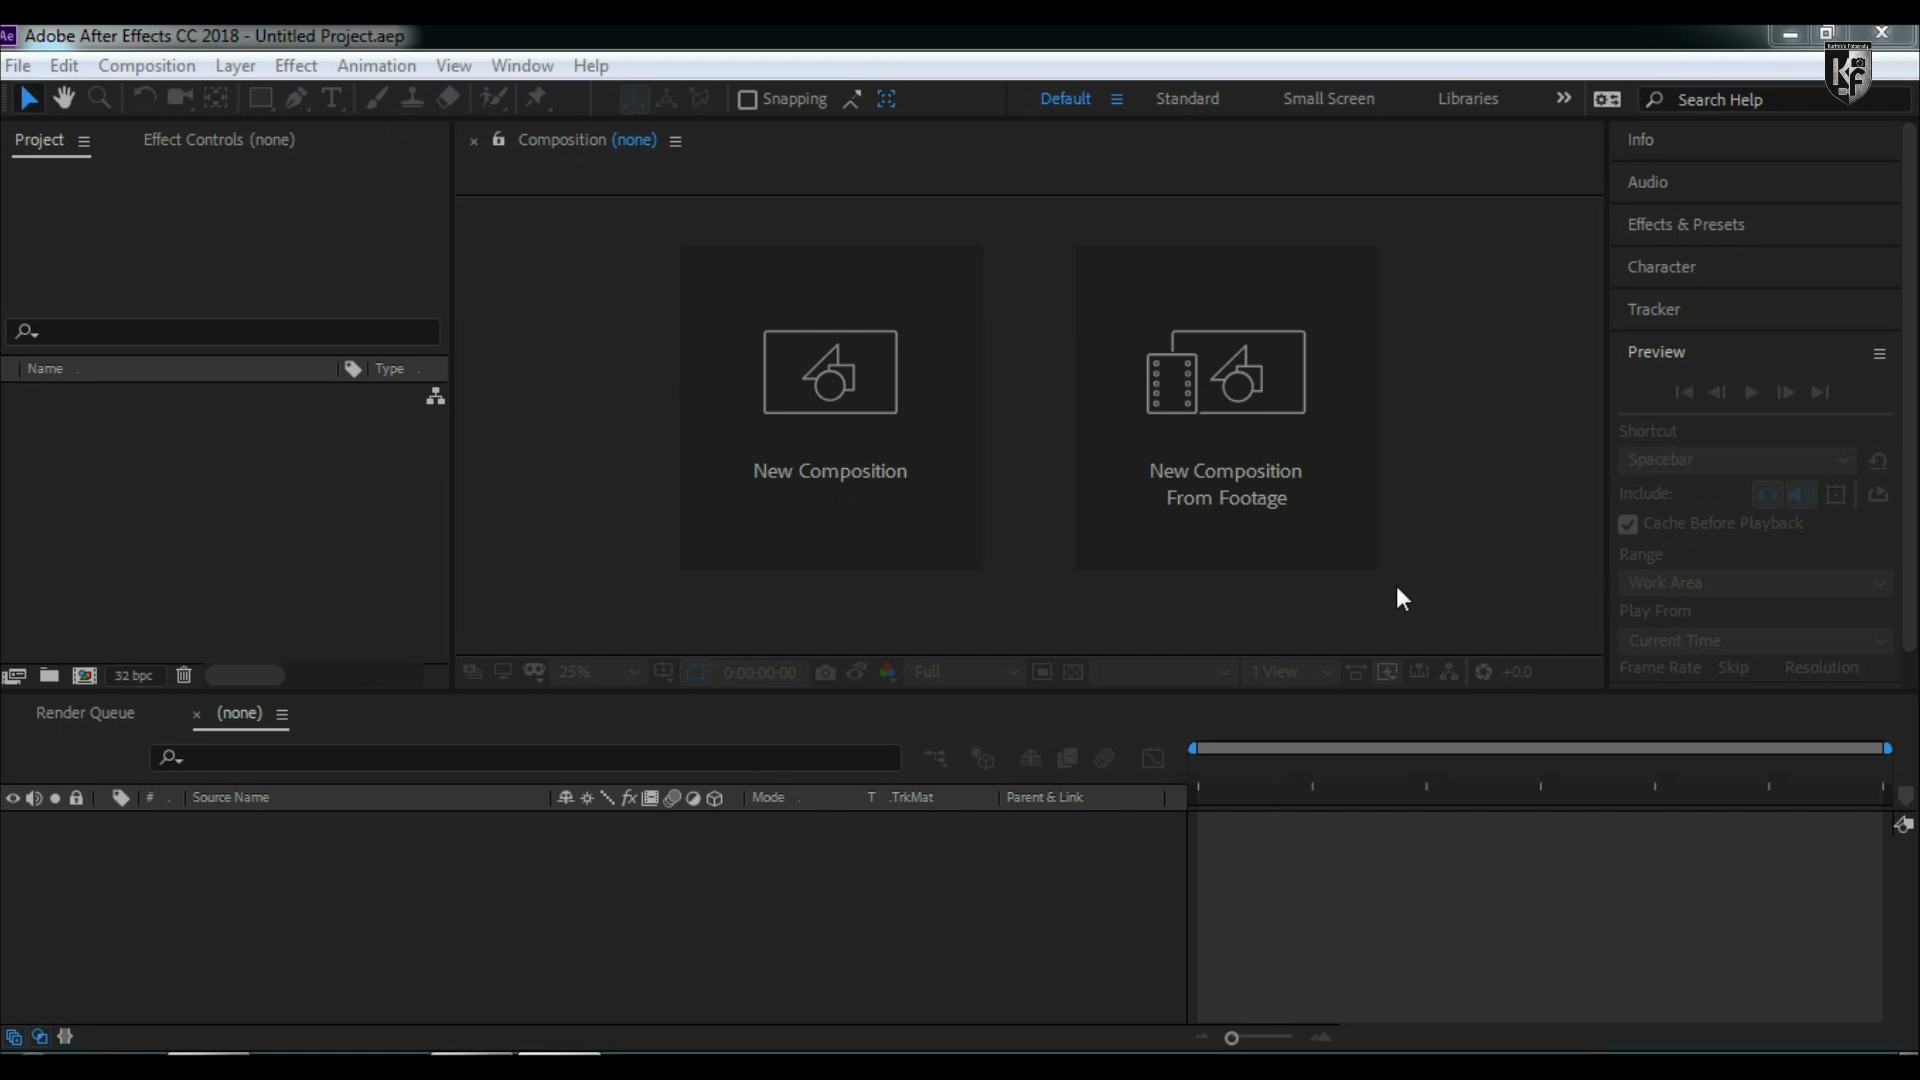 Ae Adobe After Effects CC 2018 - Untitled Project.aep
File Edit Composition Layer Effect Animation View Window Help
Snapping Default Standard Small Screen Libraries Search Help
Project Effect Controls (none)
Composition (none)
Info
Audio
Effects & Presets
Character
Tracker
Preview
Name Type
New Composition
New Composition
From Footage
Shortcut
Spacebar
Include:
Cache Before Playback
Range
Work Area
Play From
Current Time
Frame Rate Skip Resolution
32 bpc
25% 0:00:00:00 Full 1 View +0.0
Render Queue (none)
# Source Name fx Mode T .TrkMat Parent & Link